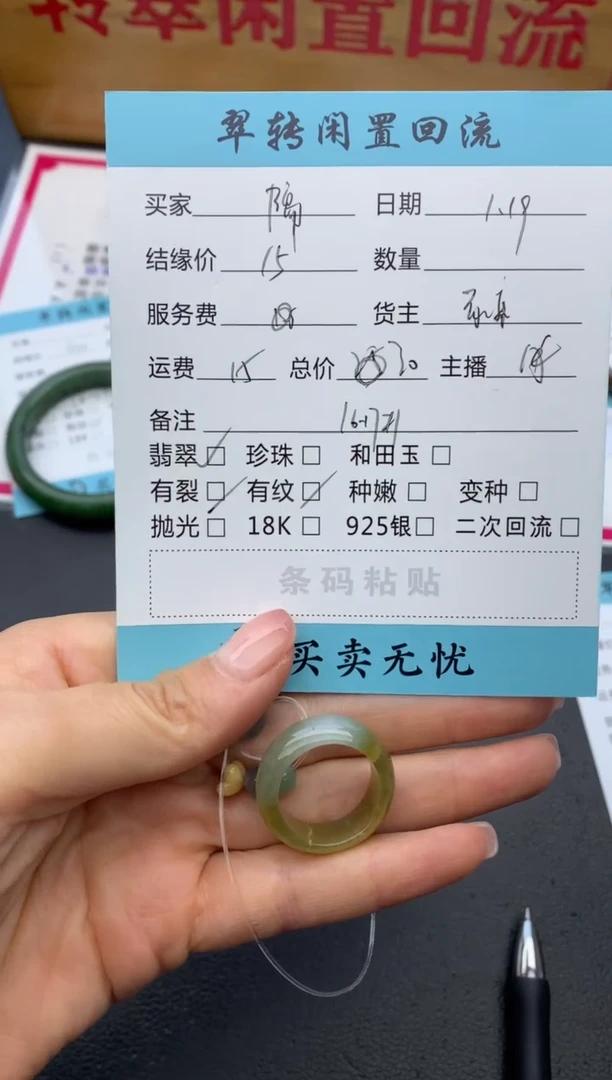 转翠闲置回流
翠转闲置回流
买家 日期 1.19
结缘价 15 数量
服务费 货主
运费 15 总价 30 主播
备注 16-17
翡翠 ☑ 珍珠 □ 和田玉 □
有裂 ☑ 有纹 ☑ 种嫩 □ 变种 □
抛光 □ 18K □ 925银 □ 二次回流 □
条码粘贴
买卖无忧